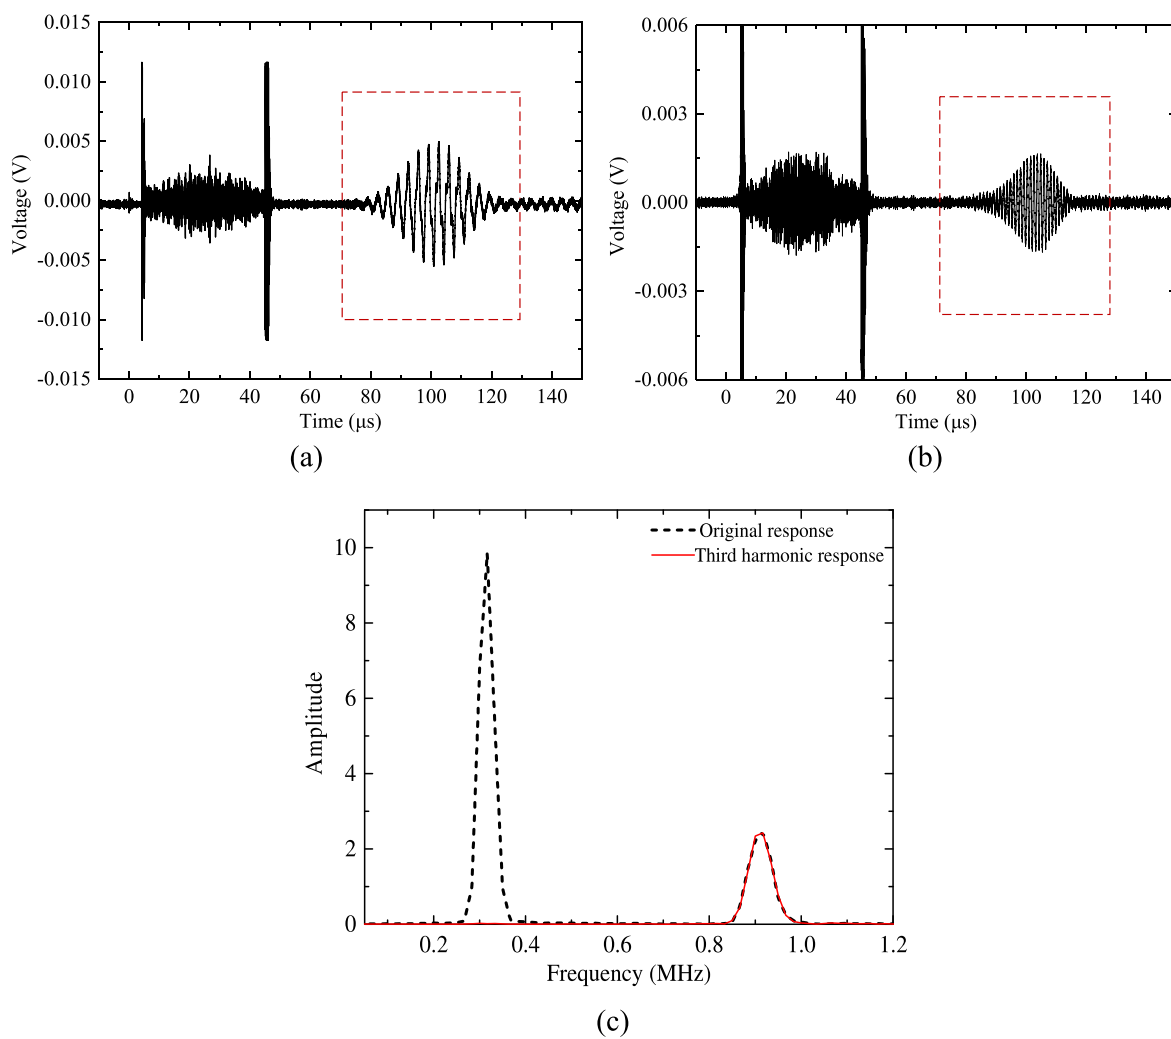 0.015
0.010
0.005
0.000
-0.005
-0.010
-0.015
Voltage (V)
0 20 40 60 80 100 120 140
Time (μs)
(a)
0.006
0.003
0.000
-0.003
-0.006
Voltage (V)
0 20 40 60 80 100 120 140
Time (μs)
(b)
Original response
Third harmonic response
10
8
6
4
2
0
Amplitude
0.2 0.4 0.6 0.8 1.0 1.2
Frequency (MHz)
(c)